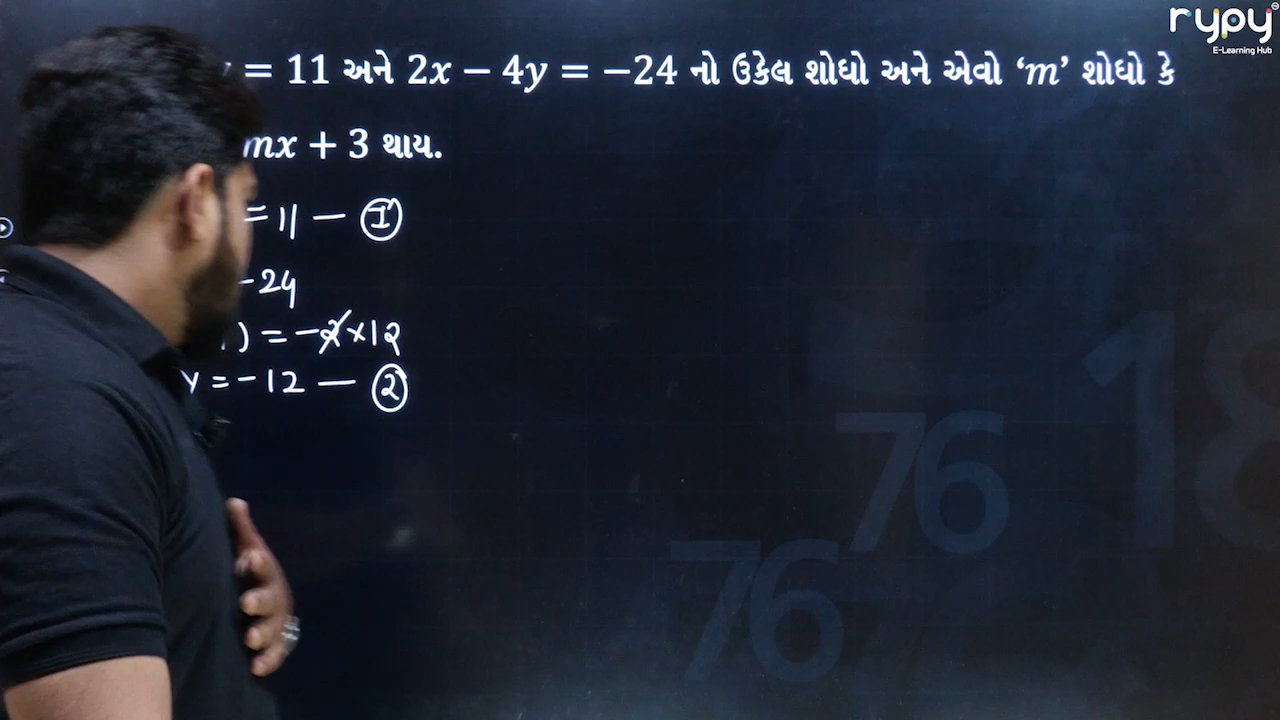 rypy
E-Learning Hub
= 11 અને 2x − 4y = −24 નો ઉકેલ શોધો અને એવો ‘m’ શોધો કે
mx + 3 થાય.
= 11 — ①
-24
) = -2×12
y = -12 — ②
76
18
76